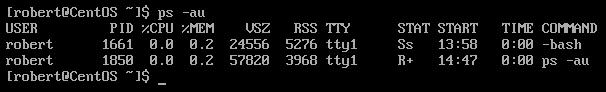 [robert@CentOS ~]$ ps -au
USER       PID %CPU %MEM    VSZ   RSS TTY      STAT START   TIME COMMAND
robert    1661  0.0  0.2  24556  5276 tty1     Ss   13:58   0:00 -bash
robert    1850  0.0  0.2  57820  3968 tty1     R+   14:47   0:00 ps -au
[robert@CentOS ~]$ _